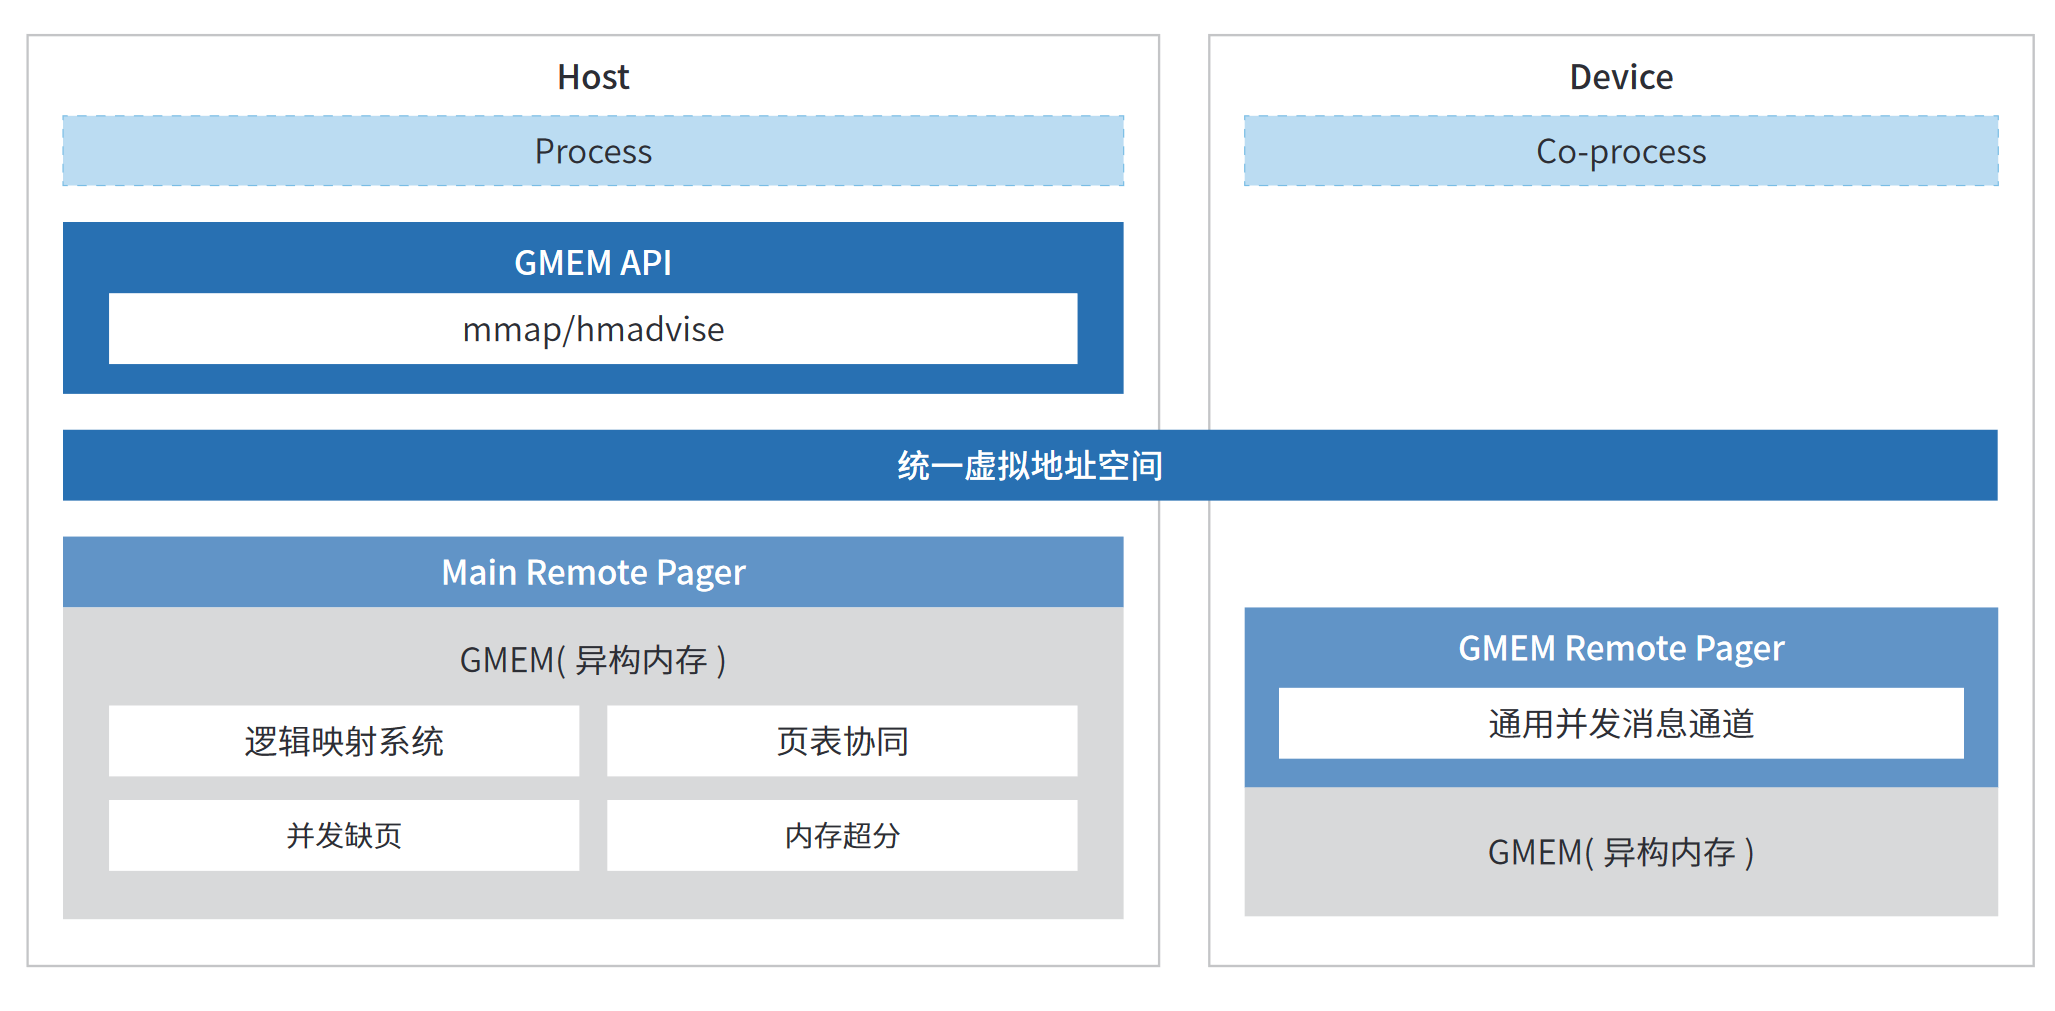 Host
Process
GMEM API
mmap/hmadvise
Device
Co-process
统一虚拟地址空间
Main Remote Pager
GMEM( 异构内存 )
逻辑映射系统
页表协同
并发缺页
内存超分
GMEM Remote Pager
通用并发消息通道
GMEM( 异构内存 )